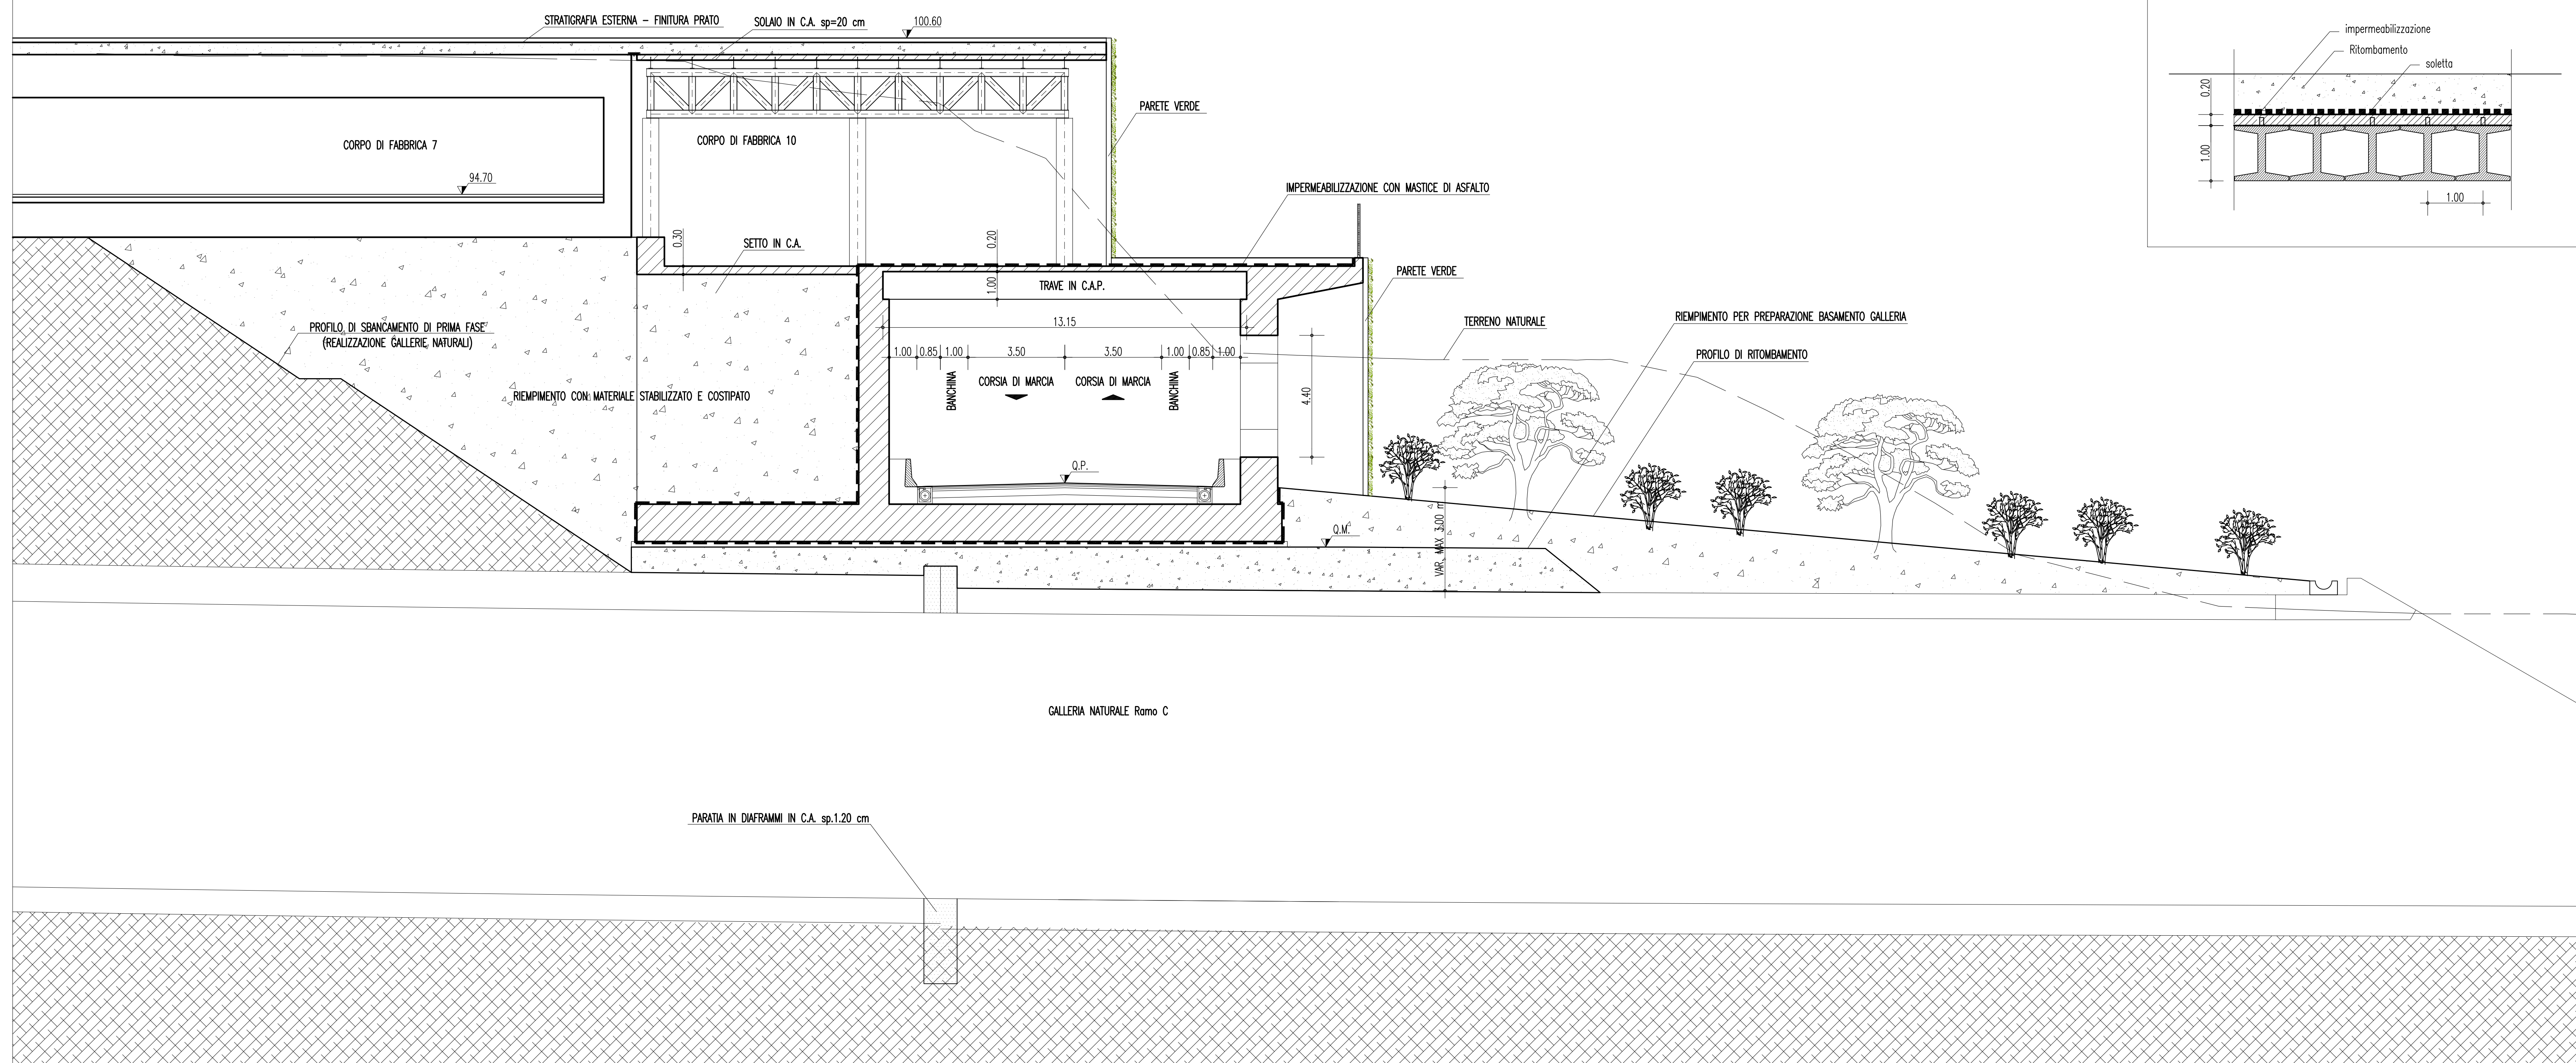 STRATIGRAFIA ESTERNA - FINITURA PRATO
SOLAIO IN C.A. sp=20 cm
100.60
impermeabilizzazione
Ritombamento
soletta
0.20
1.00
1.00
PARETE VERDE
CORPO DI FABBRICA 7
CORPO DI FABBRICA 10
94.70
IMPERMEABILIZZAZIONE CON MASTICE DI ASFALTO
0.30
SETTO IN C.A.
0.20
1.00
TRAVE IN C.A.P.
PARETE VERDE
PROFILO DI SBANCAMENTO DI PRIMA FASE
(REALIZZAZIONE GALLERIE NATURALI)
13.15
TERRENO NATURALE
RIEMPIMENTO PER PREPARAZIONE BASAMENTO GALLERIA
PROFILO DI RITOMBAMENTO
1.00 0.85 1.00 3.50 3.50 1.00 0.85 1.00
BANCHINA
CORSIA DI MARCIA
CORSIA DI MARCIA
BANCHINA
4.40
RIEMPIMENTO CON MATERIALE STABILIZZATO E COSTIPATO
Q.P.
Q.M.
VAR. MAX 3.00 m
GALLERIA NATURALE Ramo C
PARATIA IN DIAFRAMMI IN C.A. sp.1.20 cm